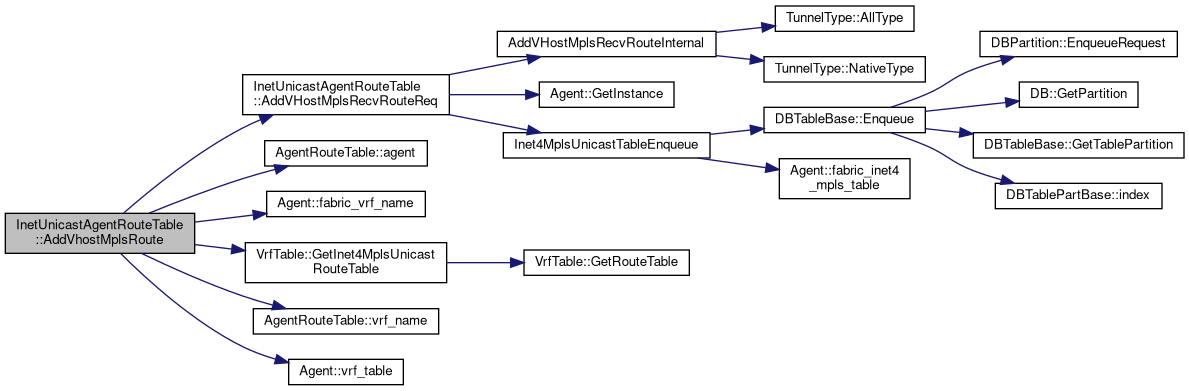 InetUnicastAgentRouteTable
::AddVhostMplsRoute
InetUnicastAgentRouteTable
::AddVHostMplsRecvRouteReq
AgentRouteTable::agent
Agent::fabric_vrf_name
VrfTable::GetInet4MplsUnicast
RouteTable
AgentRouteTable::vrf_name
Agent::vrf_table
AddVHostMplsRecvRouteInternal
Agent::GetInstance
Inet4MplsUnicastTableEnqueue
VrfTable::GetRouteTable
TunnelType::AllType
TunnelType::NativeType
DBTableBase::Enqueue
Agent::fabric_inet4
_mpls_table
DBPartition::EnqueueRequest
DB::GetPartition
DBTableBase::GetTablePartition
DBTablePartBase::index